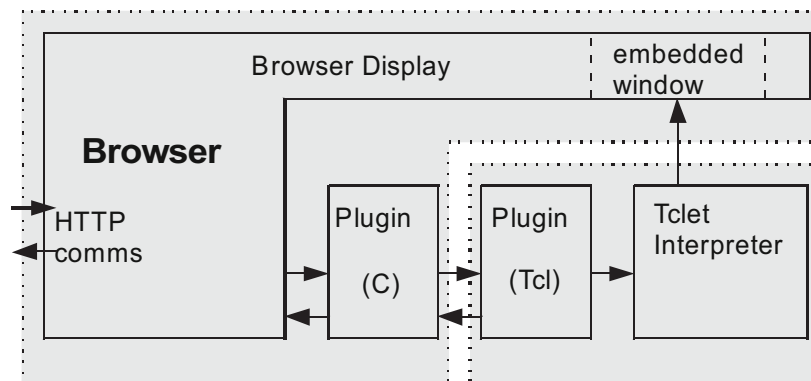 Browser Display
embedded
window
Browser
HTTP
comms
Plugin
(C)
Plugin
(Tcl)
Tclet
Interpreter